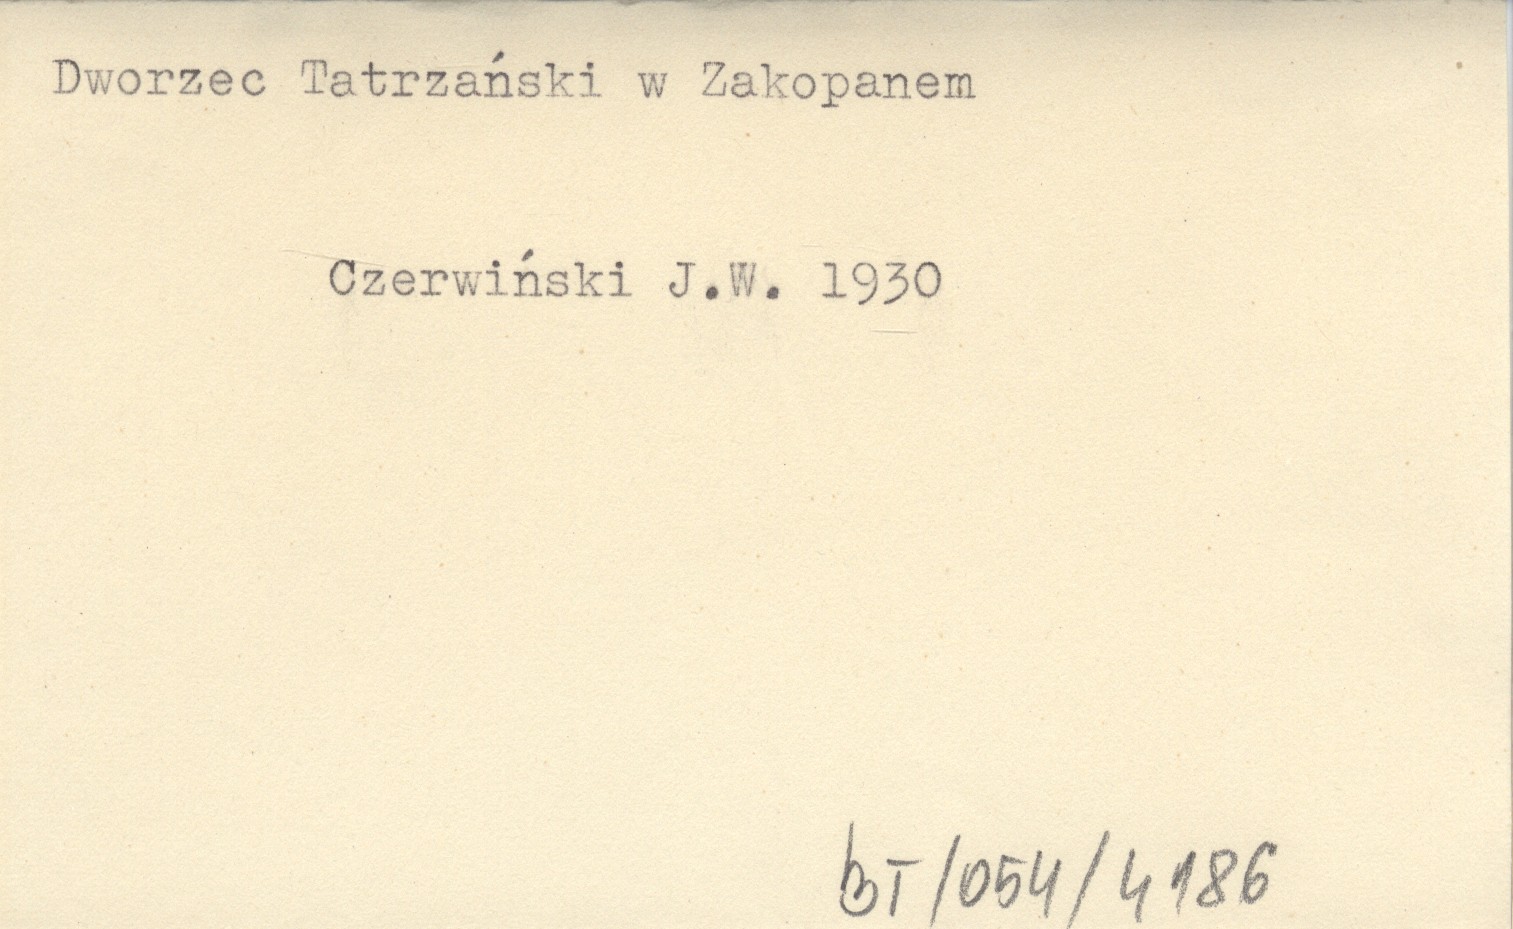 Dworzec Tatrzański w Zakopanem
Czerwiński J.W. 1930
BT/054/4186